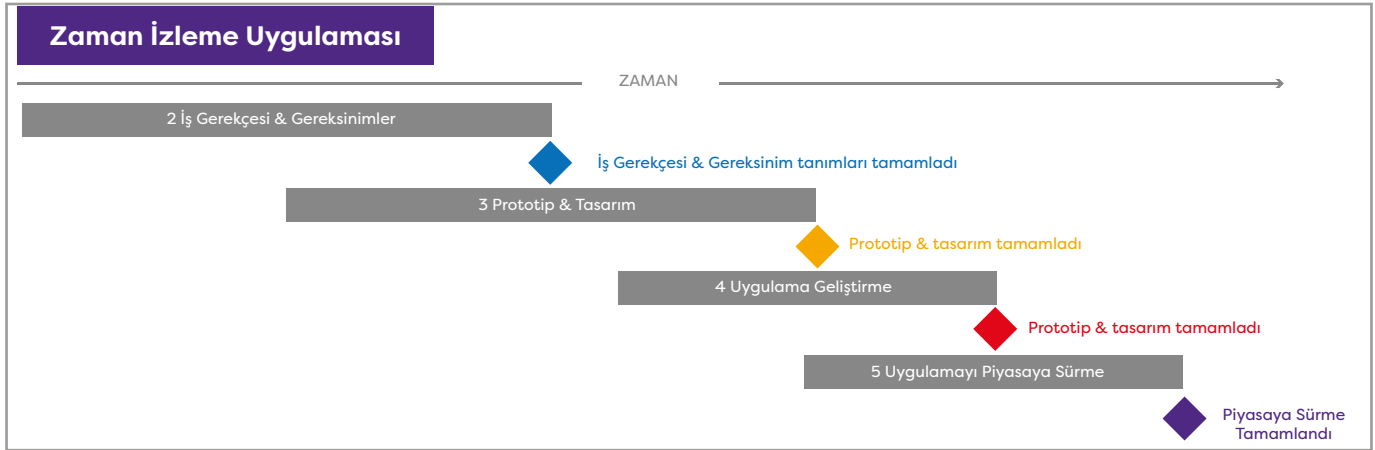 Zaman İzleme Uygulaması
ZAMAN
2 İş Gerekçesi & Gereksinimler
İş Gerekçesi & Gereksinim tanımları tamamladı
3 Prototip & Tasarım
Prototip & tasarım tamamladı
4 Uygulama Geliştirme
Prototip & tasarım tamamladı
5 Uygulamayı Piyasaya Sürme
Piyasaya Sürme
Tamamlandı